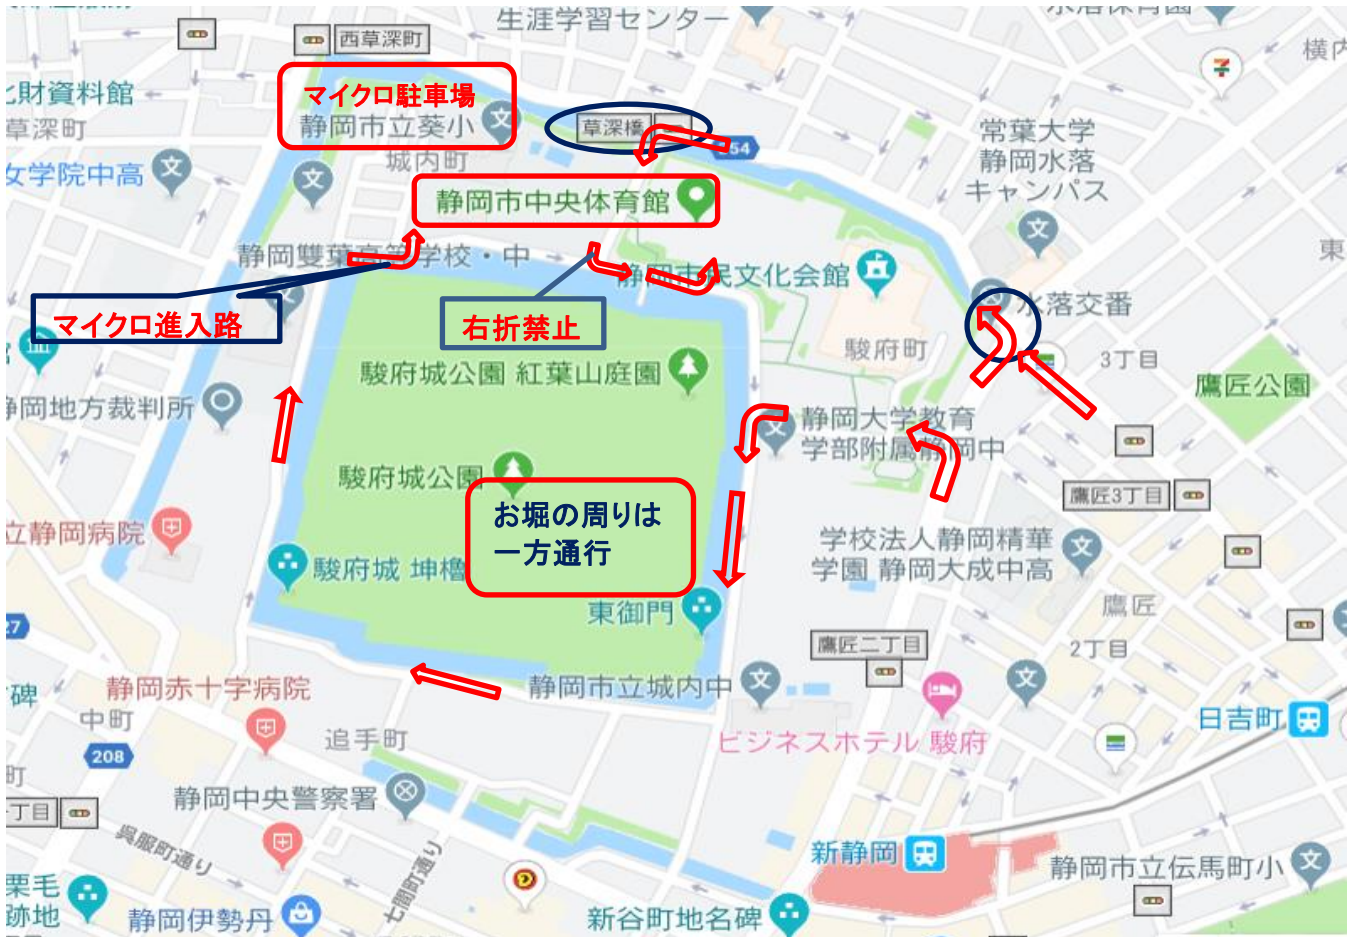 生涯学習センター
西草深町
横内
財資料館
マイクロ駐車場
静岡市立葵小
草深橋
草深町
常葉大学
静岡水落
キャンパス
354
城内町
女学院中高
静岡市中央体育館
静岡雙葉高等学校・中
静岡市民文化会館
東
マイクロ進入路
右折禁止
水落交番
駿府町
3丁目
駿府城公園 紅葉山庭園
鷹匠公園
静岡地方裁判所
静岡大学教育
学部附属静岡中
駿府城公園
鷹匠3丁目
お堀の周りは
一方通行
立静岡病院
学校法人静岡精華
学園 静岡大成中高
駿府城 坤櫓
東御門
鷹匠
27
鷹匠二丁目
2丁目
静岡赤十字病院
静岡市立城内中
碑
中町
日吉町
追手町
ビジネスホテル 駿府
208
町
静岡中央警察署
丁目
呉服町通り
新静岡
七間町通り
静岡市立伝馬町小
栗毛
跡地
静岡伊勢丹
新谷町地名碑